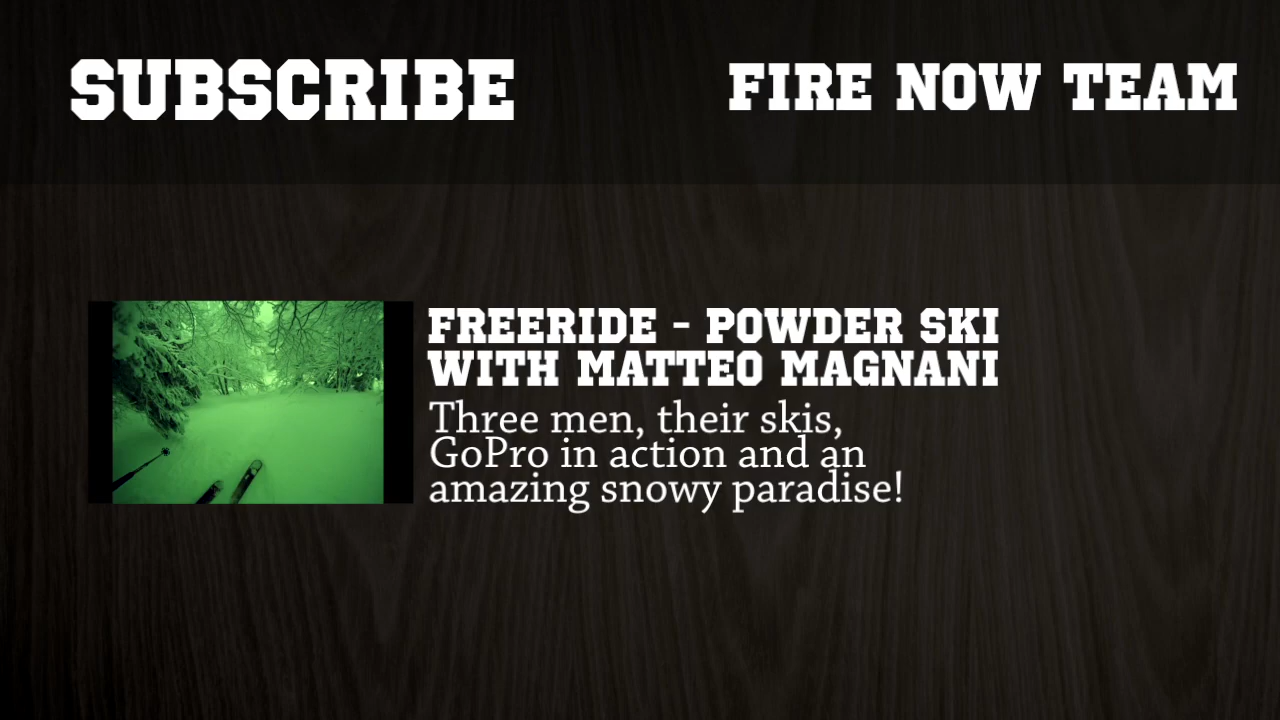 SUBSCRIBE
FIRE NOW TEAM
FREERIDE - POWDER SKI
WITH MATTEO MAGNANI
Three men, their skis,
GoPro in action and an
amazing snowy paradise!